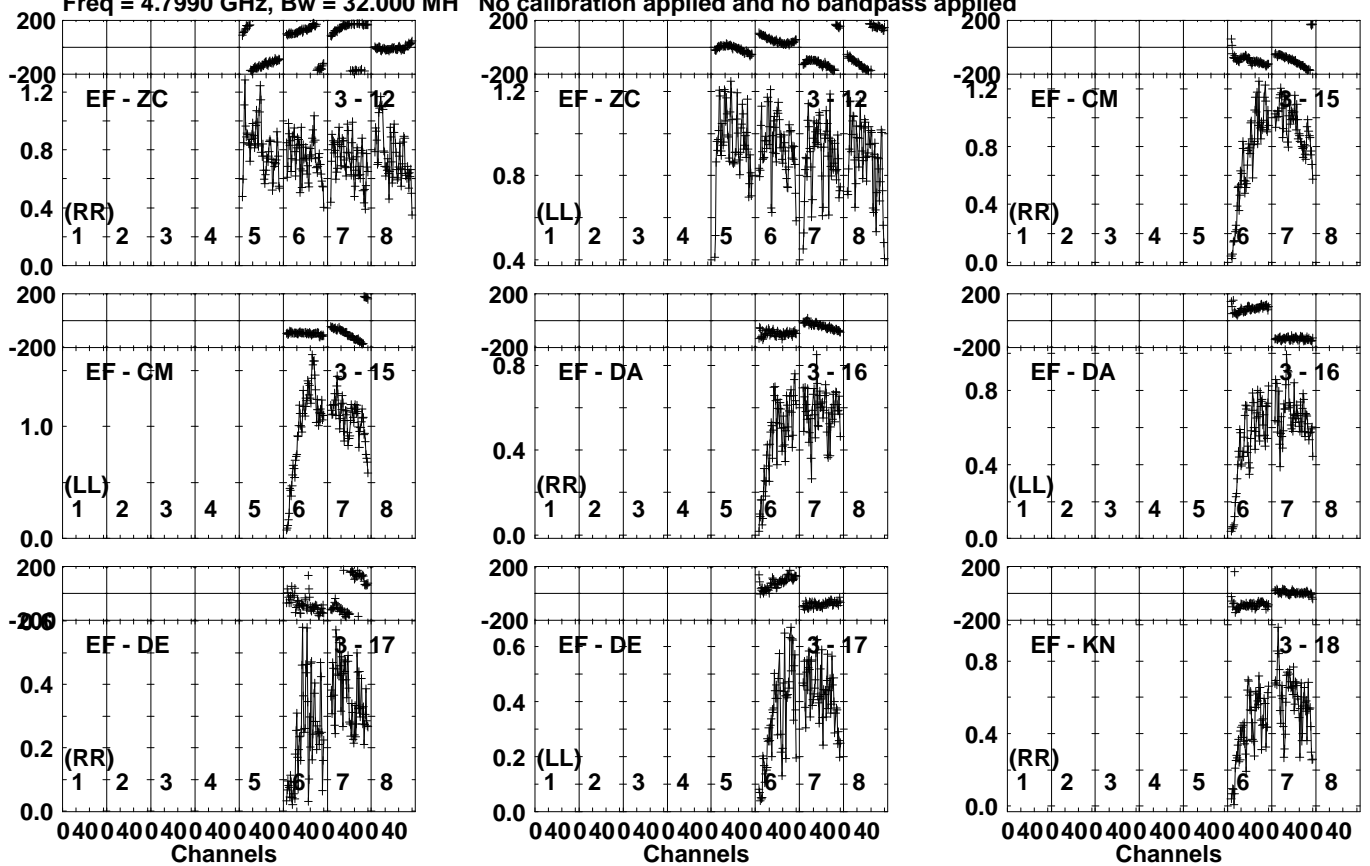 Freq = 4.7990 GHz, Bw = 32.000 MH No calibration applied and no bandpass applied
200 200 200
-200 -200 -200
1.2 EF - ZC 3 - 12 1.2 EF - ZC 3 - 12 1.2 EF - CM 3 - 15
0.8 0.8 0.8
0.4 0.4 0.4
(RR) (LL) (RR)
1 2 3 4 5 6 7 8 1 2 3 4 5 6 7 8 1 2 3 4 5 6 7 8
0.0 0.0
200 200 200
-200 -200 -200
EF - CM 3 - 15 0.8 EF - DA 3 - 16 EF - DA 3 - 16
1.0 0.4 0.8
0.4
(LL) (RR) (LL)
1 2 3 4 5 6 7 8 1 2 3 4 5 6 7 8 1 2 3 4 5 6 7 8
0.0 0.0 0.0
200 200 200
-200 -200 -200
0.6 EF - DE 3 - 17 0.6 EF - DE 3 - 17 EF - KN 3 - 18
0.4 0.4 0.8
0.2 0.2 0.4
(RR) (LL) (RR)
1 2 3 4 5 6 7 8 1 2 3 4 5 6 7 8 1 2 3 4 5 6 7 8
0.0 0.0 0.0
0 40 0 40 0 40 0 40 0 40 0 40 0 40 0 40 0 40 0 40 0 40 0 40 0 40 0 40 0 40 0 40 0 40 0 40 0 40 0 40 0 40 0 40 0 40 0 40
Channels Channels Channels